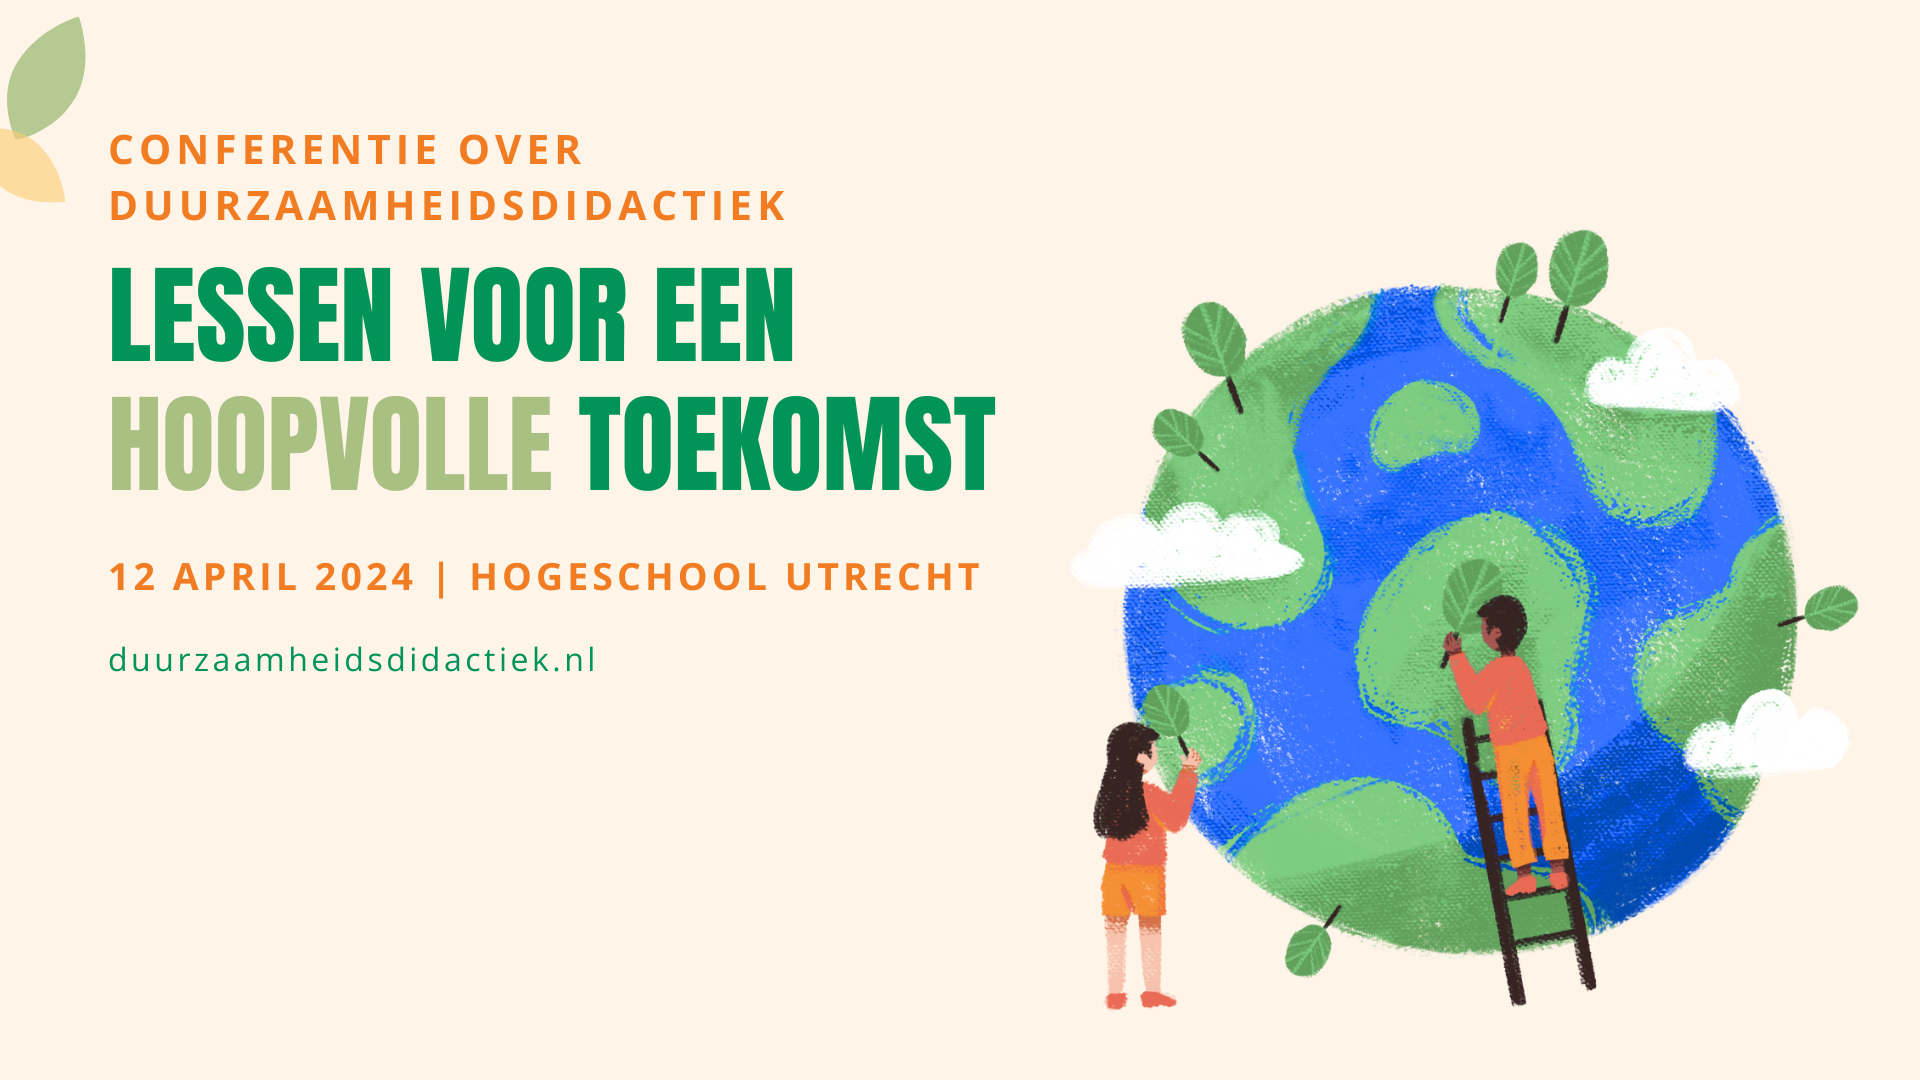 CONFERENTIE OVER
DUURZAAMHEIDSDIDACTIEK
LESSEN VOOR EEN
HOOPVOLLE TOEKOMST
12 APRIL 2024 | HOGESCHOOL UTRECHT
duurzaamheidsdidactiek.nl